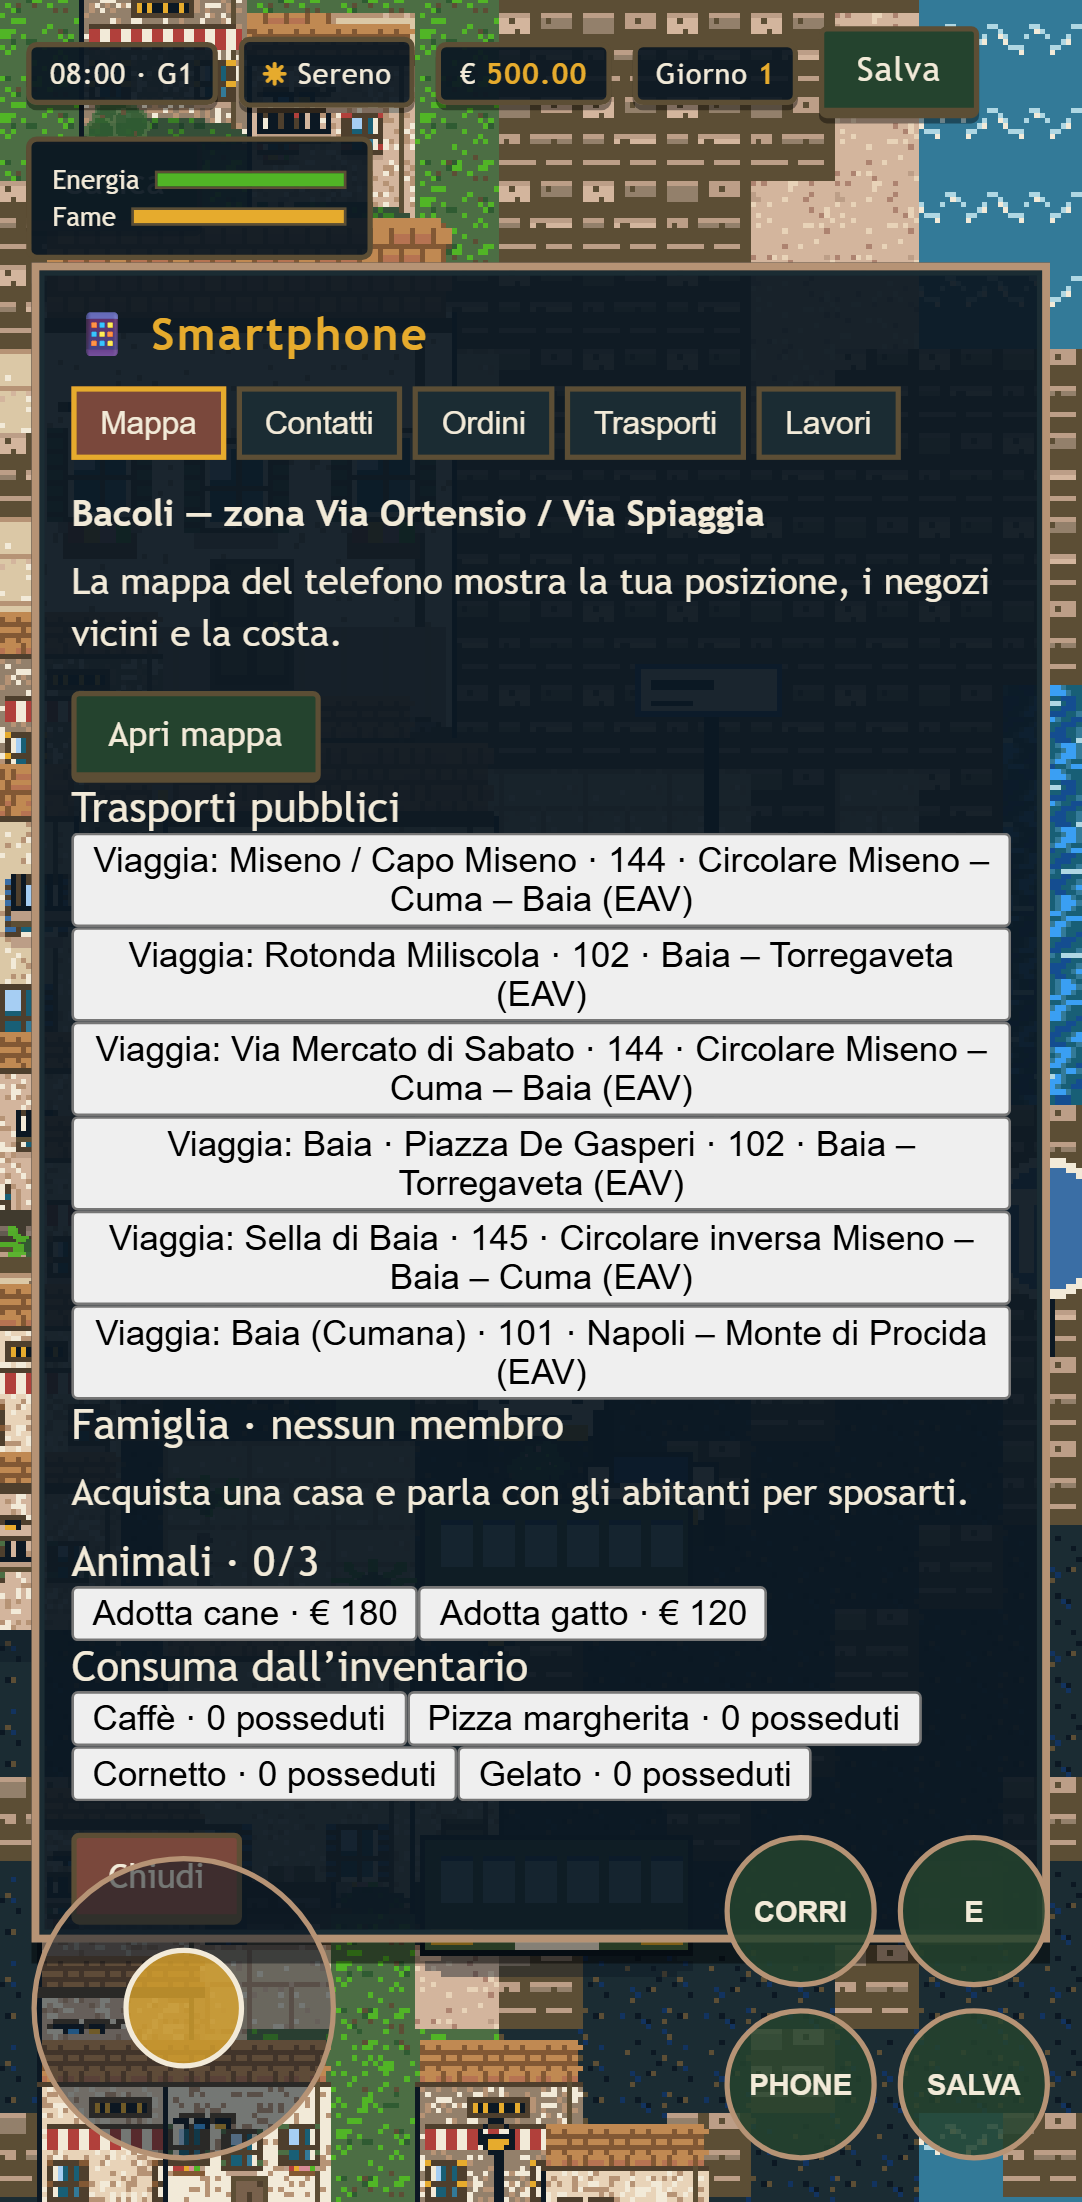 08:00 · G1
Sereno
€ 500.00
Giorno 1
Salva
Energia
Fame
Smartphone
Mappa
Contatti
Ordini
Trasporti
Lavori
Bacoli — zona Via Ortensio / Via Spiaggia
La mappa del telefono mostra la tua posizione, i negozi
vicini e la costa.
Apri mappa
Trasporti pubblici
Viaggia: Miseno / Capo Miseno · 144 · Circolare Miseno –
Cuma – Baia (EAV)
Viaggia: Rotonda Miliscola · 102 · Baia – Torregaveta
(EAV)
Viaggia: Via Mercato di Sabato · 144 · Circolare Miseno –
Cuma – Baia (EAV)
Viaggia: Baia · Piazza De Gasperi · 102 · Baia –
Torregaveta (EAV)
Viaggia: Sella di Baia · 145 · Circolare inversa Miseno –
Baia – Cuma (EAV)
Viaggia: Baia (Cumana) · 101 · Napoli – Monte di Procida
(EAV)
Famiglia · nessun membro
Acquista una casa e parla con gli abitanti per sposarti.
Animali · 0/3
Adotta cane · € 180
Adotta gatto · € 120
Consuma dall’inventario
Caffè · 0 posseduti
Pizza margherita · 0 posseduti
Cornetto · 0 posseduti
Gelato · 0 posseduti
Chiudi
CORRI
E
PHONE
SALVA